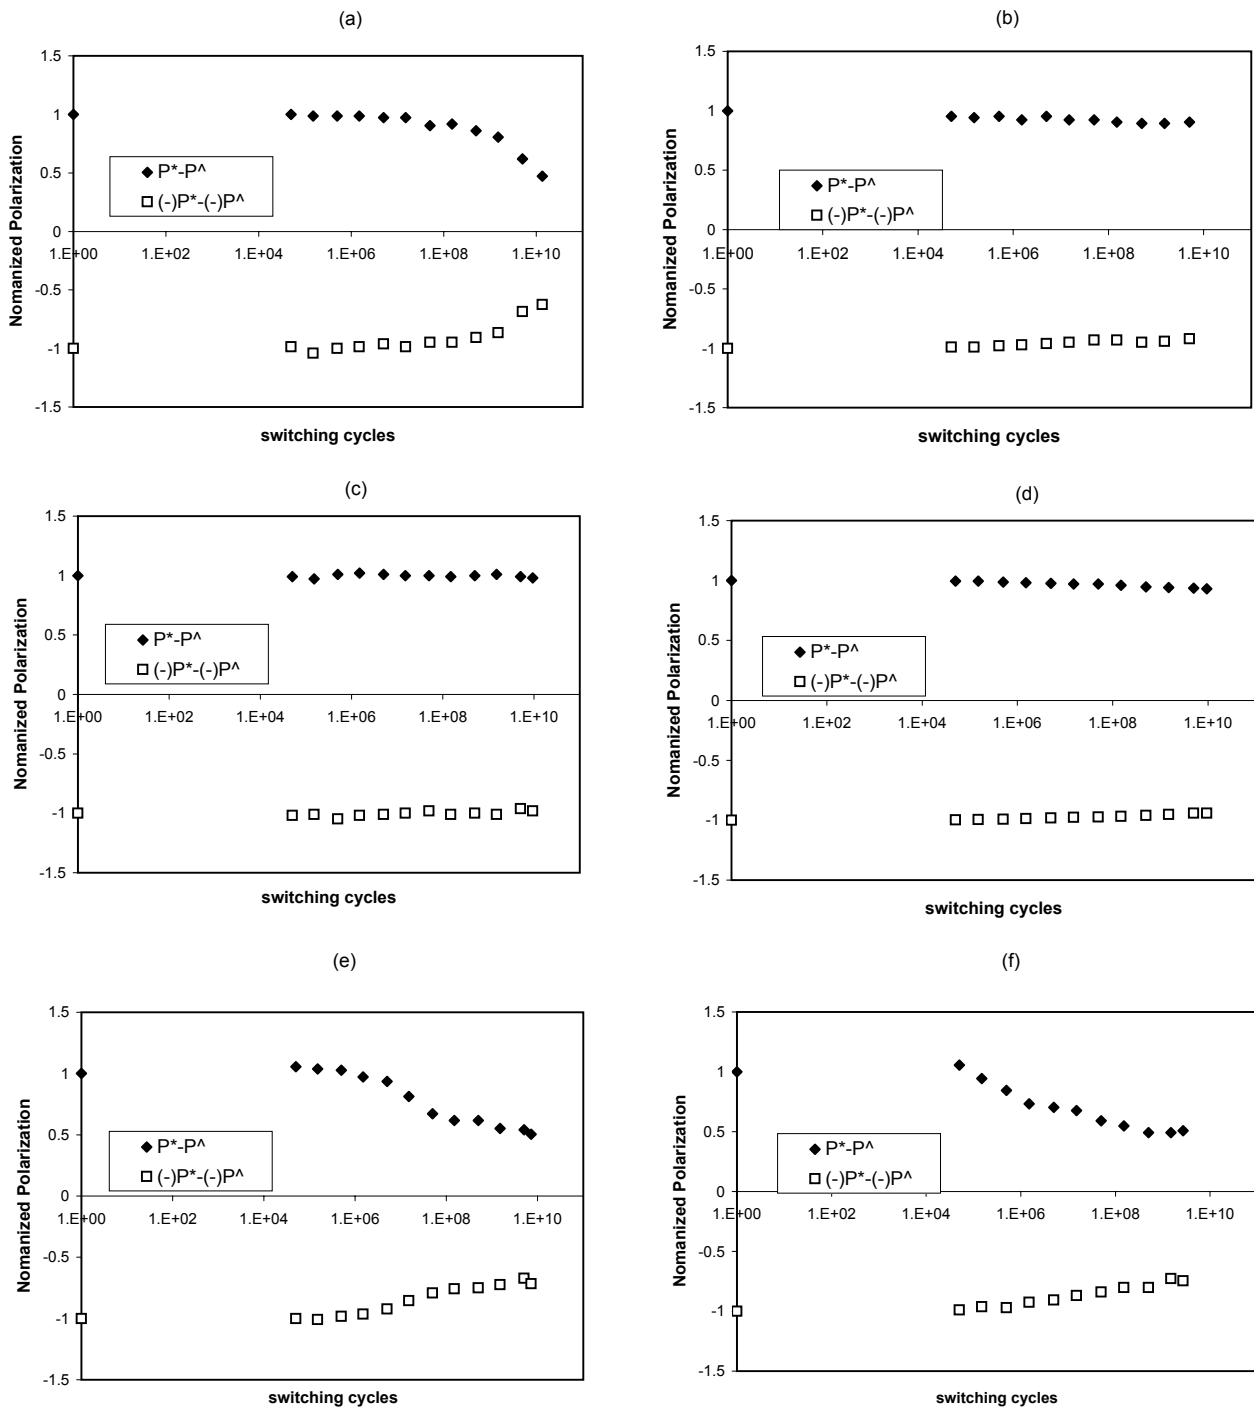 (a)
1.5
1
0.5
0
-0.5
-1
-1.5
1.E+00 1.E+02 1.E+04 1.E+06 1.E+08 1.E+10
P*-P^
(-)P*-(-)P^
Nomanized Polarization
switching cycles
(b)
1.5
1
0.5
0
-0.5
-1
-1.5
1.E+00 1.E+02 1.E+04 1.E+06 1.E+08 1.E+10
P*-P^
(-)P*-(-)P^
Nomanized Polarization
switching cycles
(c)
1.5
1
0.5
0
-0.5
-1
-1.5
1.E+00 1.E+02 1.E+04 1.E+06 1.E+08 1.E+10
P*-P^
(-)P*-(-)P^
Nomanized Polarization
switching cycles
(d)
1.5
1
0.5
0
-0.5
-1
-1.5
1.E+00 1.E+02 1.E+04 1.E+06 1.E+08 1.E+10
P*-P^
(-)P*-(-)P^
Nomanized Polarization
switching cycles
(e)
1.5
1
0.5
0
-0.5
-1
-1.5
1.E+00 1.E+02 1.E+04 1.E+06 1.E+08 1.E+10
P*-P^
(-)P*-(-)P^
Nomanized Polarization
switching cycles
(f)
1.5
1
0.5
0
-0.5
-1
-1.5
1.E+00 1.E+02 1.E+04 1.E+06 1.E+08 1.E+10
P*-P^
(-)P*-(-)P^
Nomanized Polarization
switching cycles